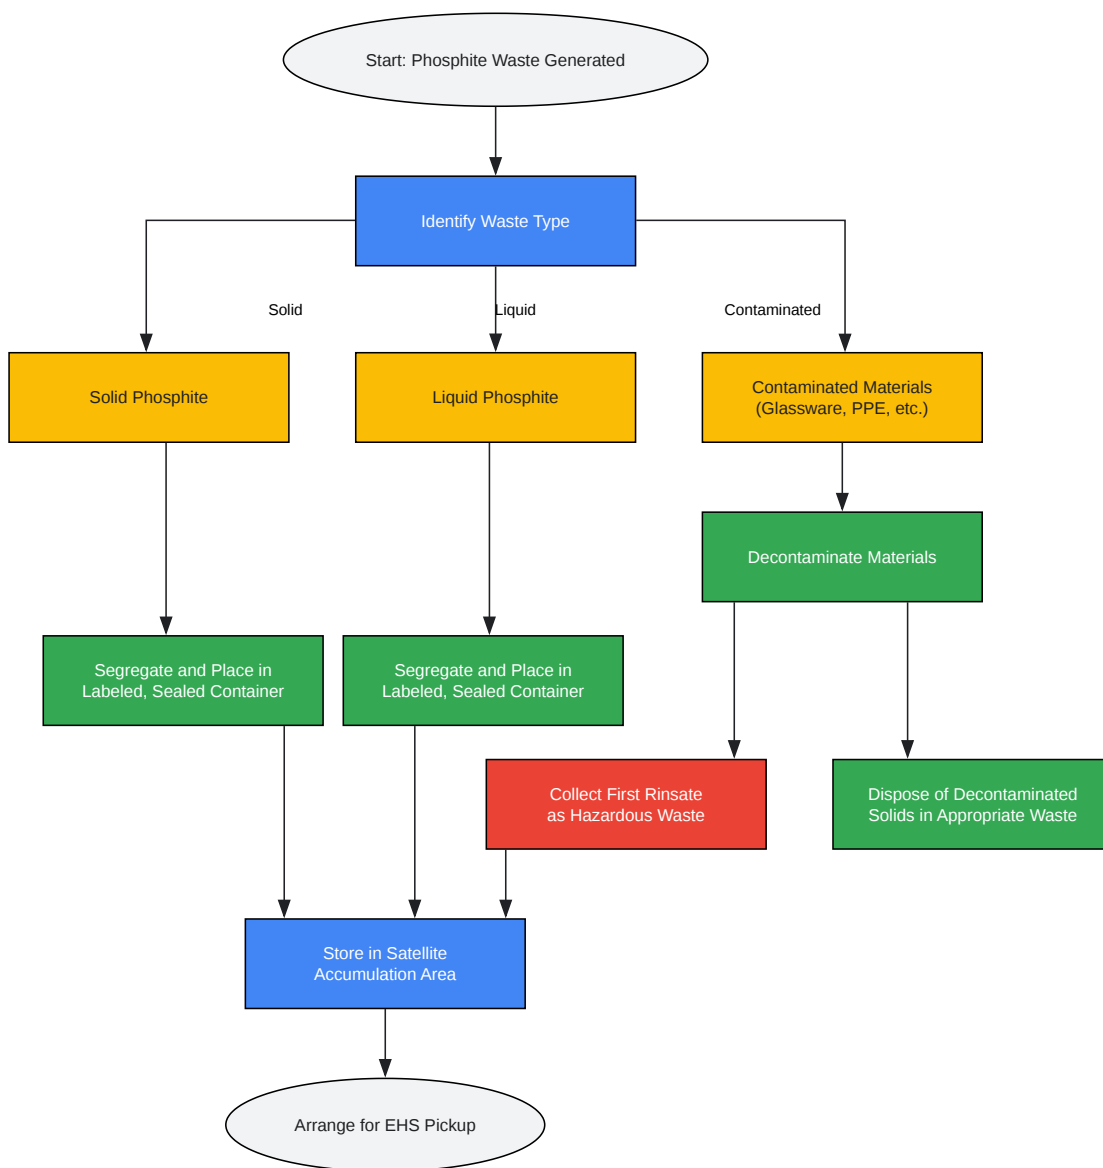 Start: Phosphite Waste Generated
Identify Waste Type
Solid
Liquid
Contaminated
Solid Phosphite
Liquid Phosphite
Contaminated Materials
(Glassware, PPE, etc.)
Decontaminate Materials
Segregate and Place in
Labeled, Sealed Container
Segregate and Place in
Labeled, Sealed Container
Collect First Rinsate
as Hazardous Waste
Dispose of Decontaminated
Solids in Appropriate Waste
Store in Satellite
Accumulation Area
Arrange for EHS Pickup